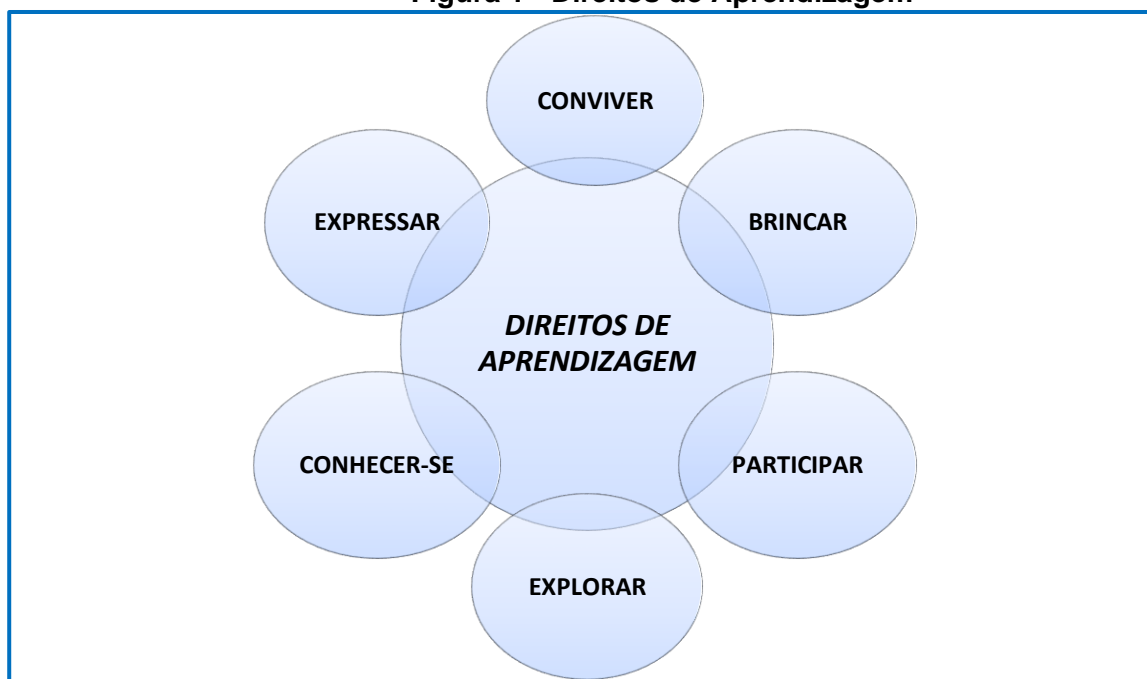 Figura 1 - Direitos de Aprendizagem
CONVIVER
EXPRESSAR
BRINCAR
DIREITOS DE
APRENDIZAGEM
CONHECER-SE
PARTICIPAR
EXPLORAR